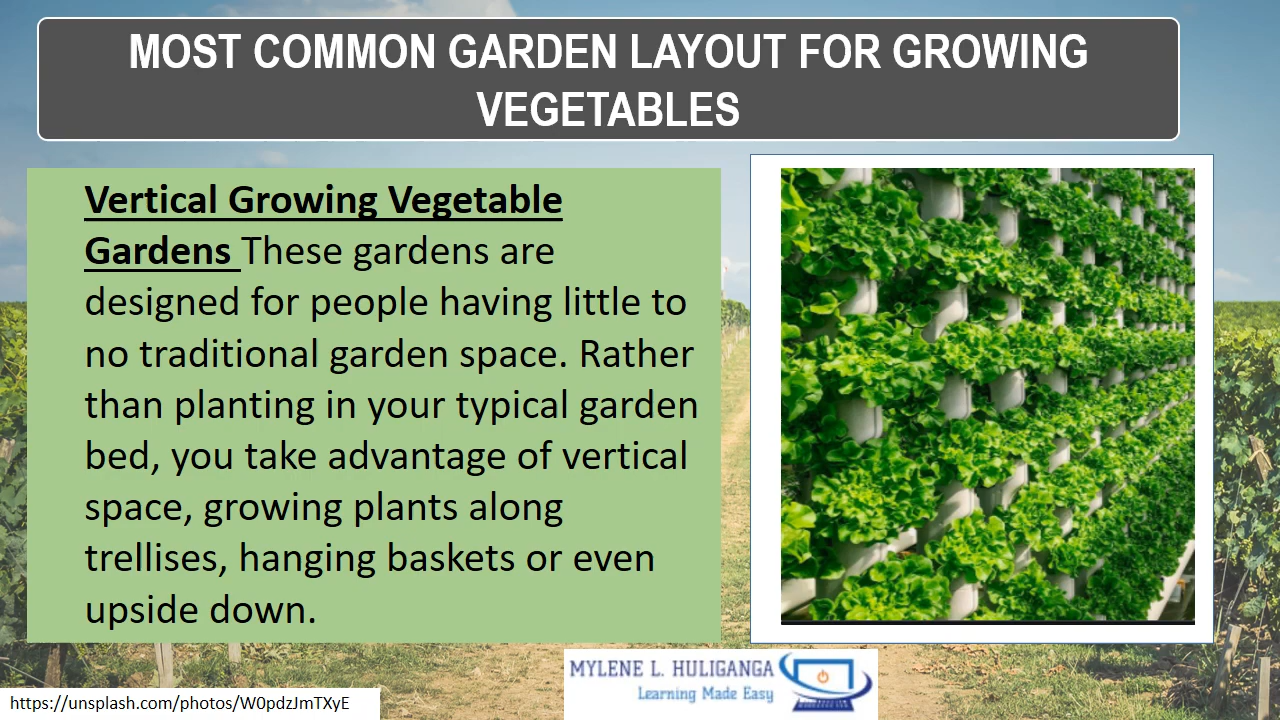 MOST COMMON GARDEN LAYOUT FOR GROWING
VEGETABLES
Vertical Growing Vegetable
Gardens These gardens are
designed for people having little to
no traditional garden space. Rather
than planting in your typical garden
bed, you take advantage of vertical
space, growing plants along
trellises, hanging baskets or even
upside down.
MYLENE L. HULIGANGA
Learning Made Easy
https://unsplash.com/photos/W0pdzJmTXyE